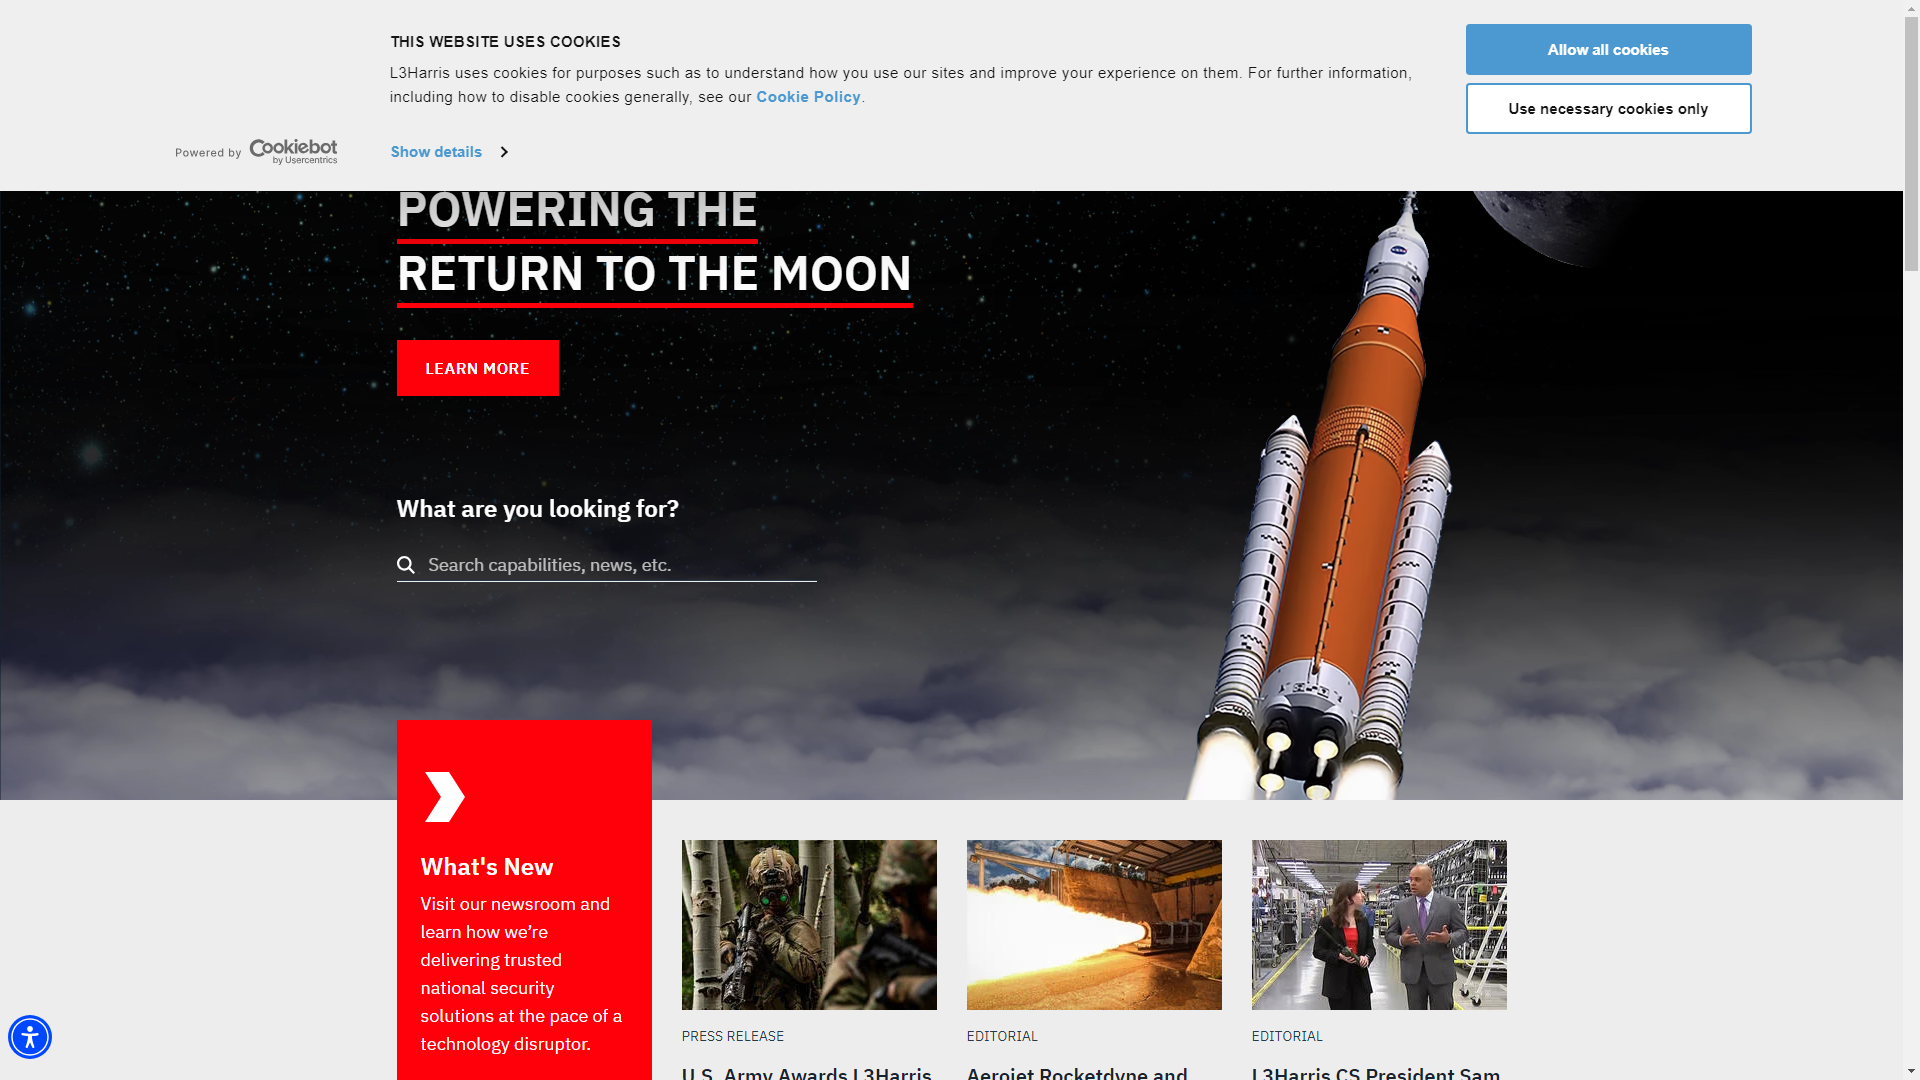 THIS WEBSITE USES COOKIES
L3Harris uses cookies for purposes such as to understand how you use our sites and improve your experience on them. For further information,
including how to disable cookies generally, see our Cookie Policy.
Allow all cookies
Use necessary cookies only
Powered by Cookiebot
by Usercentrics
Show details
POWERING THE
RETURN TO THE MOON
LEARN MORE
What are you looking for?
Search capabilities, news, etc.
What's New
Visit our newsroom and
learn how we’re
delivering trusted
national security
solutions at the pace of a
technology disruptor.
PRESS RELEASE
U.S. Army Awards L3Harris
EDITORIAL
Aerojet Rocketdyne and
EDITORIAL
L3Harris CS President Sam